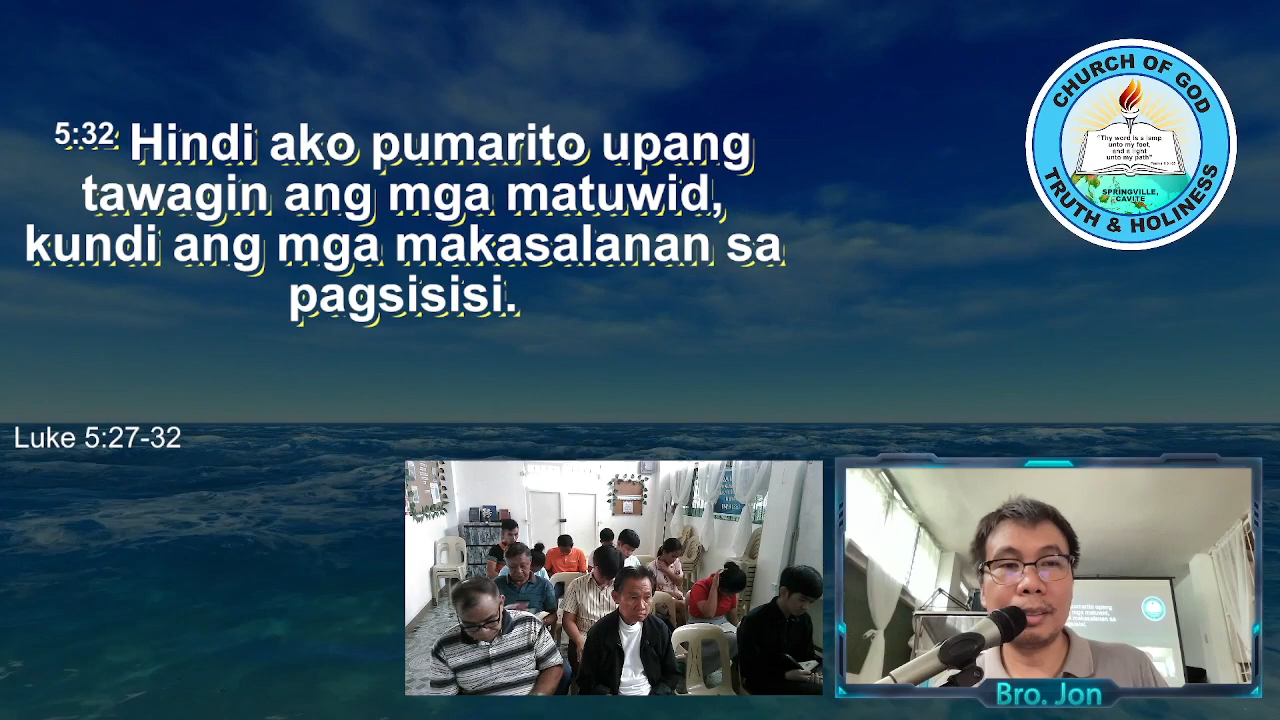 5:32 Hindi ako pumarito upang
tawagin ang mga matuwid,
kundi ang mga makasalanan sa
pagsisisi.
Luke 5:27-32
CHURCH OF GOD
"Thy word is a lamp
unto my feet,
and a light
unto my path"
SPRINGVILLE,
CAVITE
TRUTH & HOLINESS
Bro. Jon